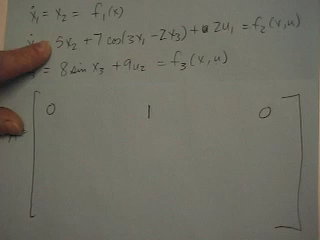 ẋ₁ = x₂ = f₁(x)
5x₂ + 7 cos(3x₁ - 2x₃) + 2u₁ = f₂(x,u)
= 8 sin x₃ + 9u₂ = f₃(x,u)
0 1 0